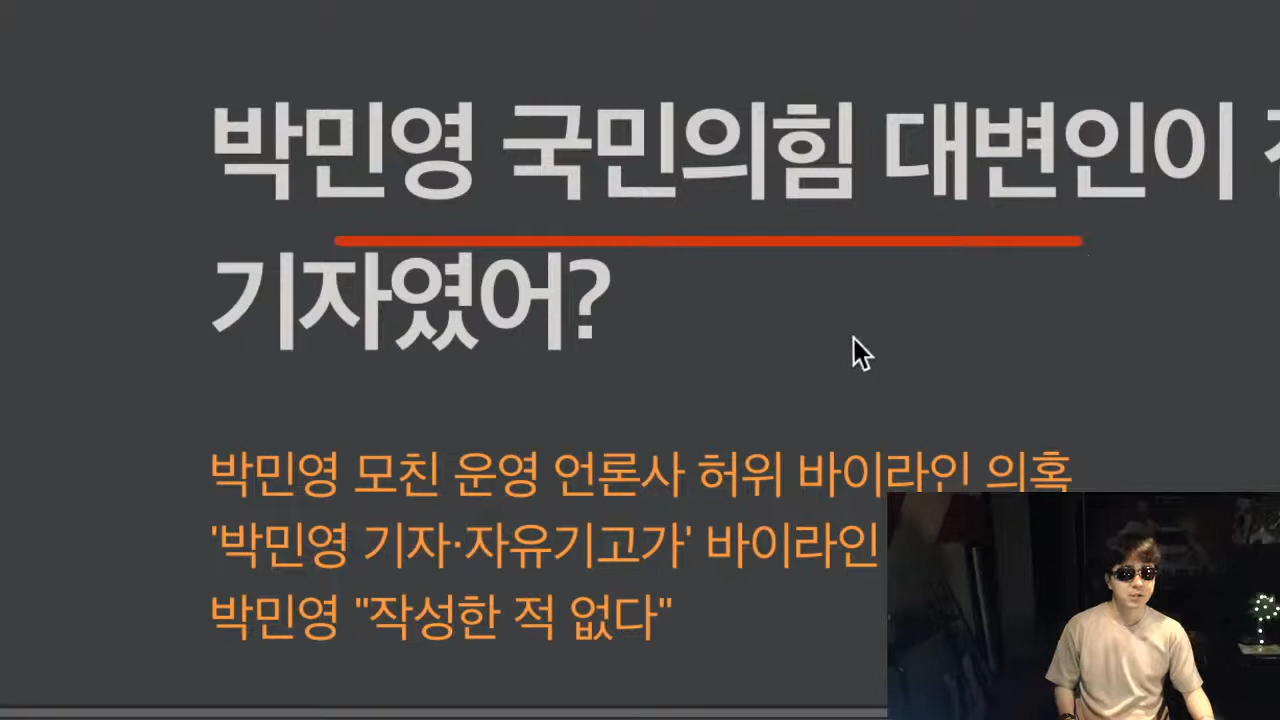 박민영 국민의힘 대변인이
기자였어?
박민영 모친 운영 언론사 허위 바이라인 의혹
'박민영 기자·자유기고가' 바이라인
박민영 "작성한 적 없다"